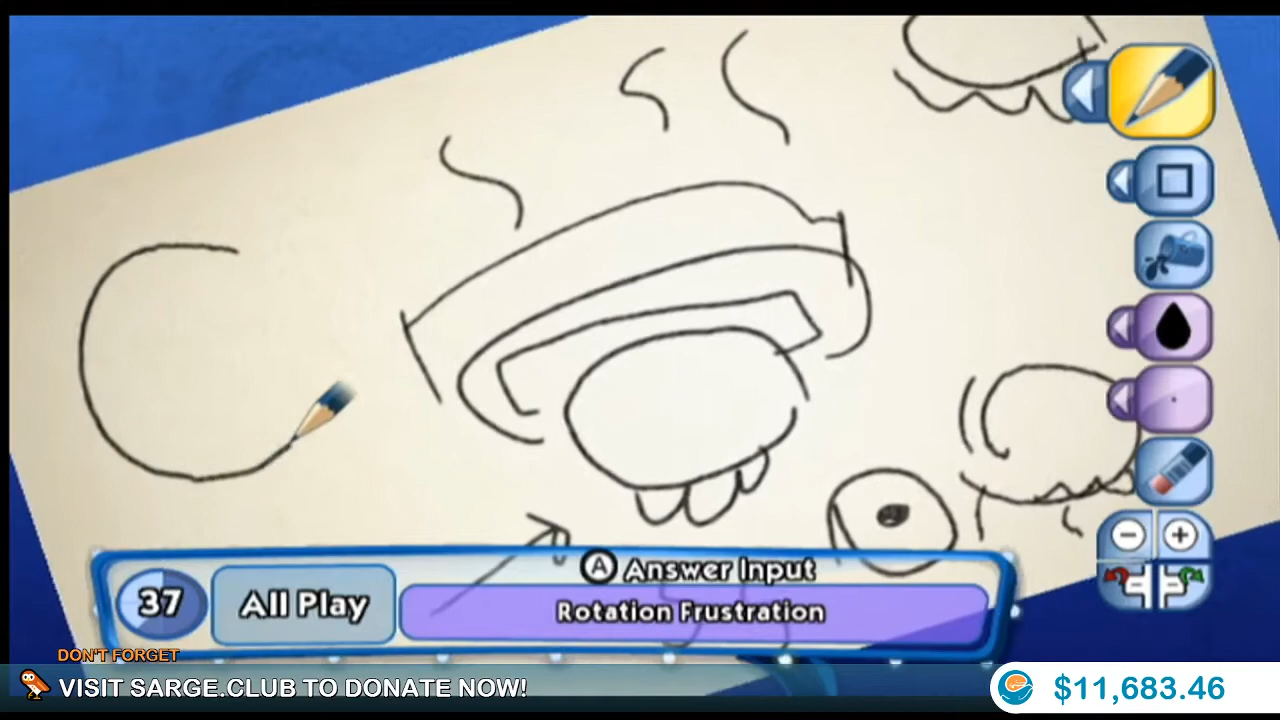 A Answer Input
37 All Play
Rotation Frustration
DON'T FORGET
VISIT SARGE.CLUB TO DONATE NOW!
$11,683.46